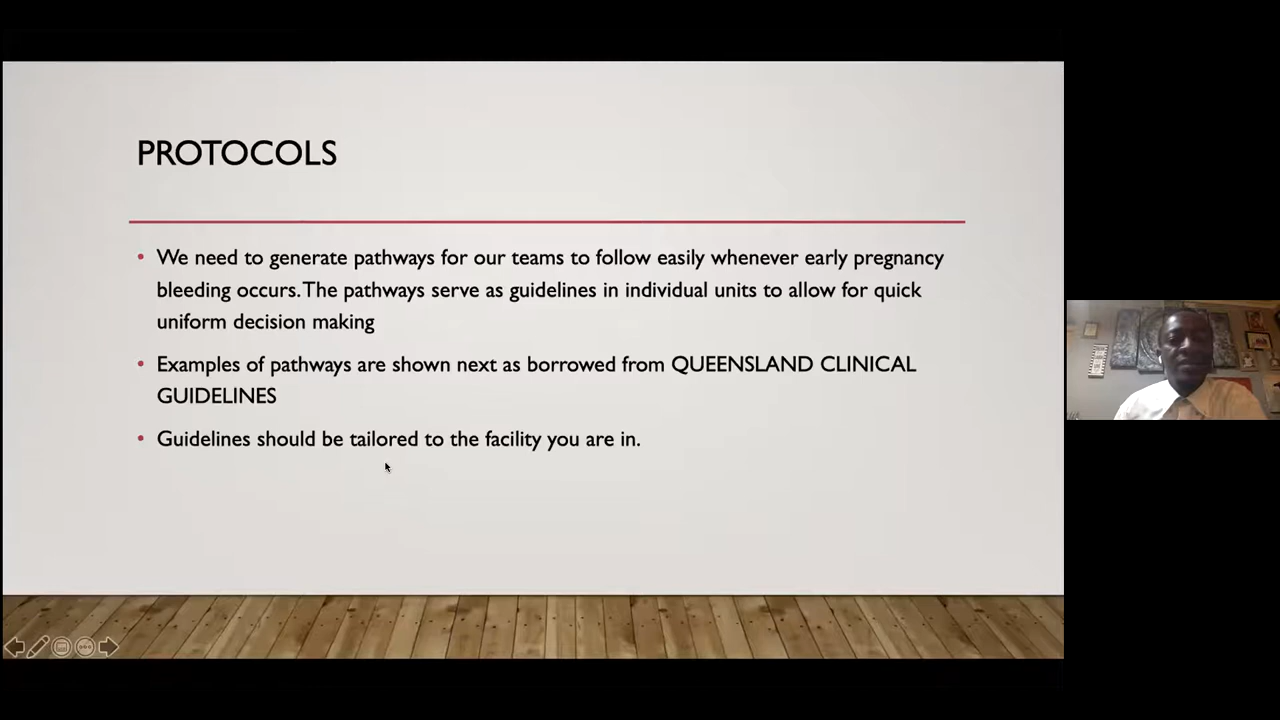 PROTOCOLS
• We need to generate pathways for our teams to follow easily whenever early pregnancy
bleeding occurs. The pathways serve as guidelines in individual units to allow for quick
uniform decision making
• Examples of pathways are shown next as borrowed from QUEENSLAND CLINICAL
GUIDELINES
• Guidelines should be tailored to the facility you are in.